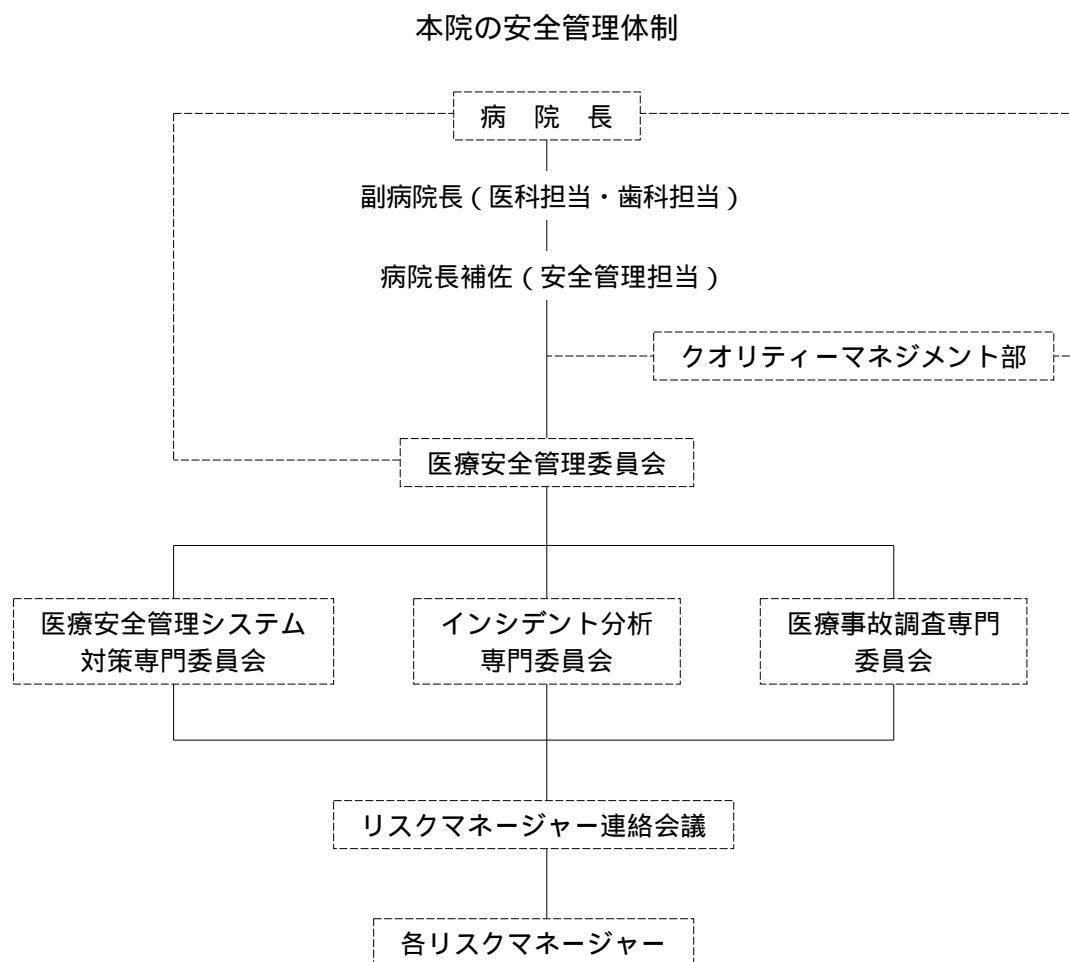 本院の安全管理体制
病　院　長
副病院長（医科担当・歯科担当）
病院長補佐（安全管理担当）
クオリティーマネジメント部
医療安全管理委員会
医療安全管理システム
対策専門委員会
インシデント分析
専門委員会
医療事故調査専門
委員会
リスクマネージャー連絡会議
各リスクマネージャー